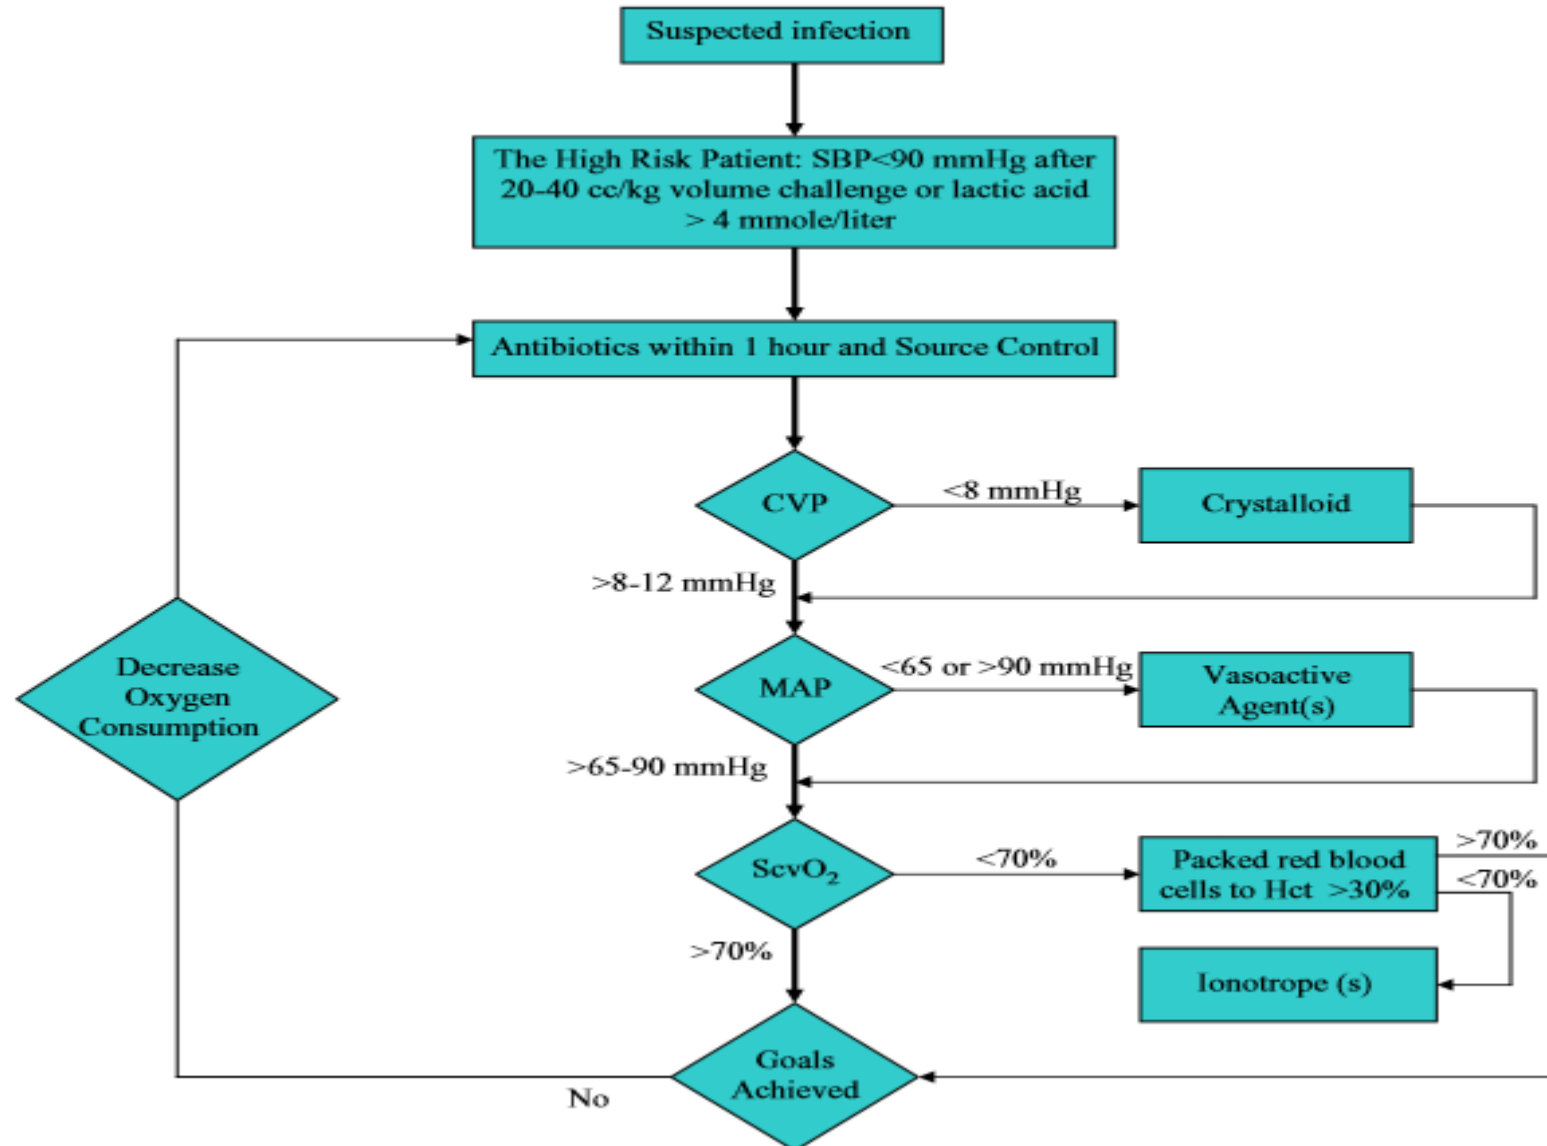 Suspected infection
The High Risk Patient: SBP<90 mmHg after
20-40 cc/kg volume challenge or lactic acid
> 4 mmole/liter
Antibiotics within 1 hour and Source Control
CVP
<8 mmHg
Crystalloid
>8-12 mmHg
MAP
<65 or >90 mmHg
Vasoactive
Agent(s)
>65-90 mmHg
Decrease
Oxygen
Consumption
ScvO₂
<70%
Packed red blood
cells to Hct >30%
>70%
<70%
>70%
Ionotrope (s)
Goals
Achieved
No